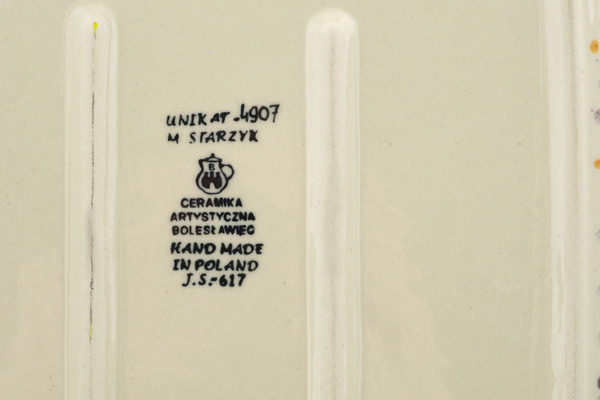 UNIKAT -4907
M STARZYK
B
CERAMIKA
ARTYSTYCZNA
BOLESŁAWIEC
HAND MADE
IN POLAND
J.S.-617